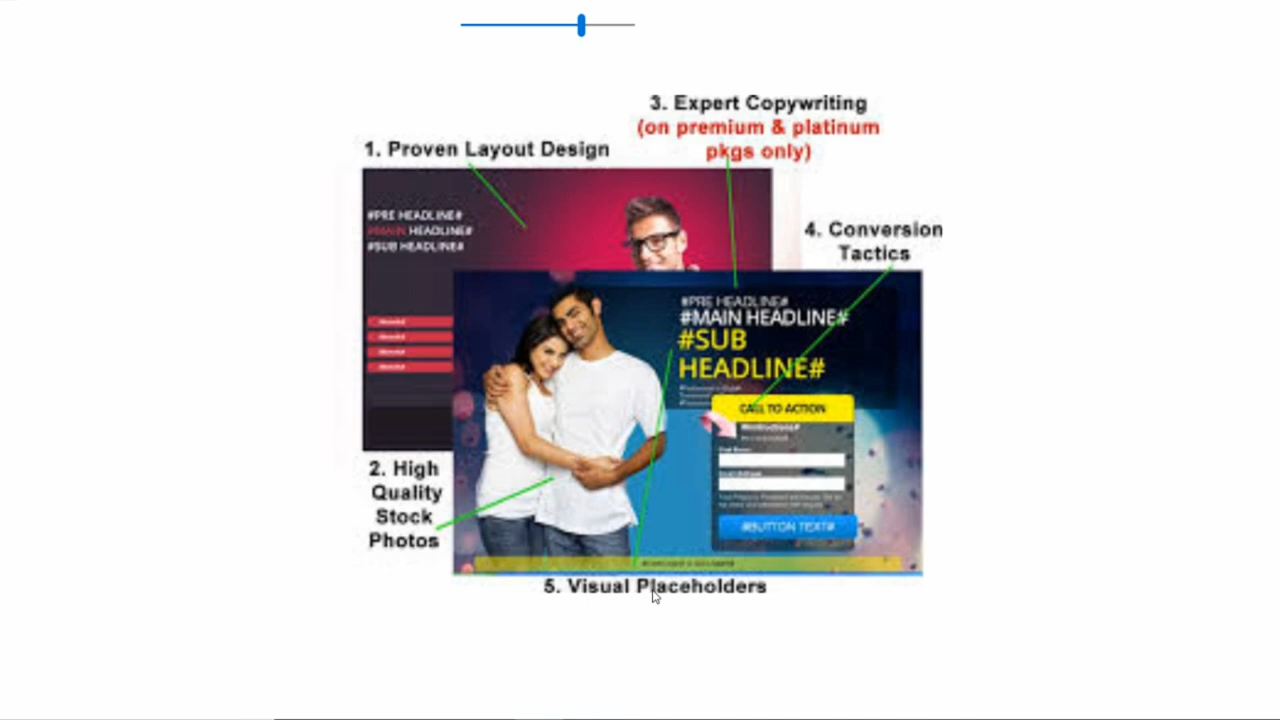 3. Expert Copywriting
(on premium & platinum
pkgs only)
1. Proven Layout Design
#PRE HEADLINE#
#MAIN HEADLINE#
#SUB HEADLINE#
4. Conversion
Tactics
#PRE HEADLINE#
#MAIN HEADLINE#
#SUB
HEADLINE#
CALL TO ACTION
#BUTTON TEXT#
2. High
Quality
Stock
Photos
5. Visual Placeholders